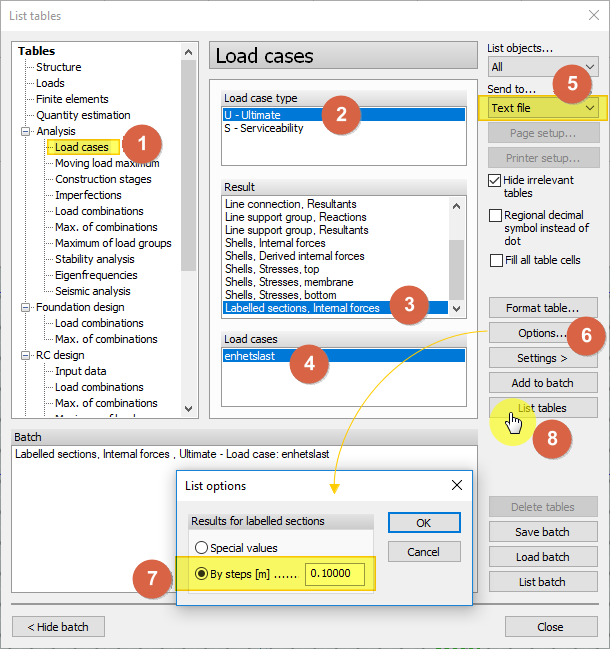 List tables
Tables
Structure
Loads
Finite elements
Quantity estimation
Analysis
Load cases
Moving load maximum
Construction stages
Imperfections
Load combinations
Max. of combinations
Maximum of load groups
Stability analysis
Eigenfrequencies
Seismic analysis
Foundation design
Load combinations
Max. of combinations
RC design
Input data
Load combinations
Max. of combinations
1
Load cases
Load case type
U - Ultimate
S - Serviceability
2
Result
Line connection, Resultants
Line support group, Reactions
Line support group, Resultants
Shells, Internal forces
Shells, Derived internal forces
Shells, Stresses, top
Shells, Stresses, membrane
Shells, Stresses, bottom
Labelled sections, Internal forces
3
Load cases
enhetslast
4
List objects...
All
Send to...
5
Text file
Page setup...
Printer setup...
Hide irrelevant
tables
Regional decimal
symbol instead of
dot
Fill all table cells
Format table...
Options...
6
Settings >
Add to batch
List tables
8
Batch
Labelled sections, Internal forces , Ultimate - Load case: enhetslast
List options
Results for labelled sections
Special values
By steps [m] ...... 0.10000
7
OK
Cancel
Delete tables
Save batch
Load batch
List batch
< Hide batch
Close